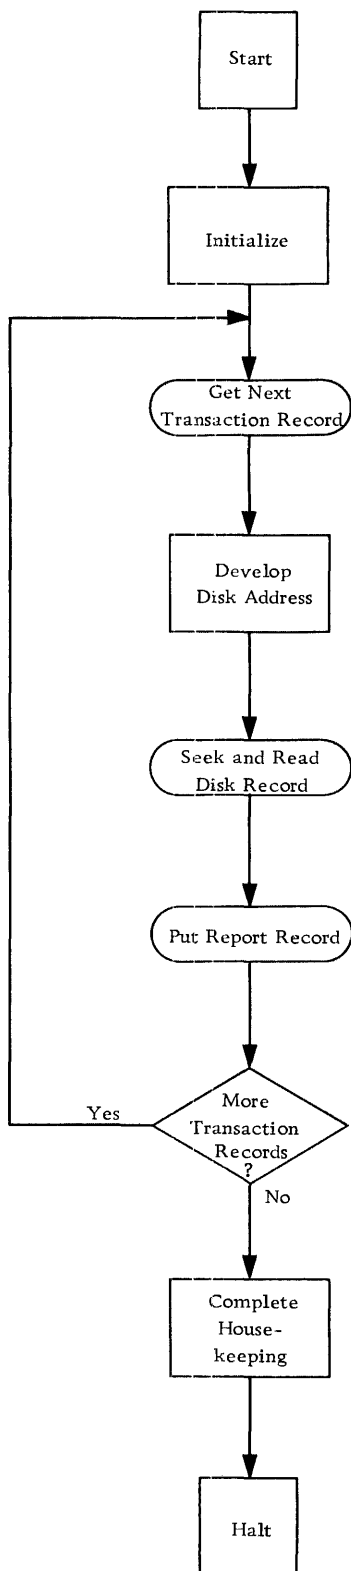 Start
Initialize
Get Next
Transaction Record
Develop
Disk Address
Seek and Read
Disk Record
Put Report Record
Yes
More
Transaction
Records
?
No
Complete
House-
keeping
Halt